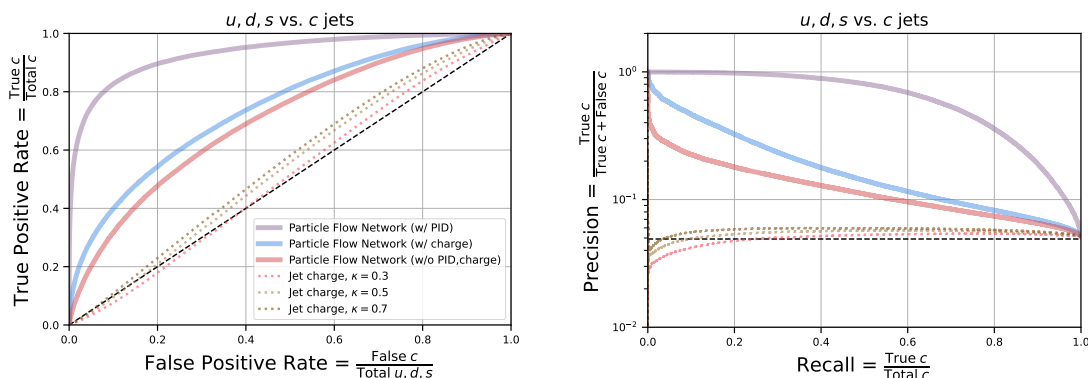 u, d, s vs. c jets
True Positive Rate = True c / Total c
1.0
0.8
0.6
0.4
0.2
0.0
0.0 0.2 0.4 0.6 0.8 1.0
False Positive Rate = False c / Total u, d, s
Particle Flow Network (w/ PID)
Particle Flow Network (w/ charge)
Particle Flow Network (w/o PID,charge)
Jet charge, κ = 0.3
Jet charge, κ = 0.5
Jet charge, κ = 0.7
u, d, s vs. c jets
Precision = True c / True c + False c
10⁰
10⁻¹
10⁻²
0.0 0.2 0.4 0.6 0.8 1.0
Recall = True c / Total c